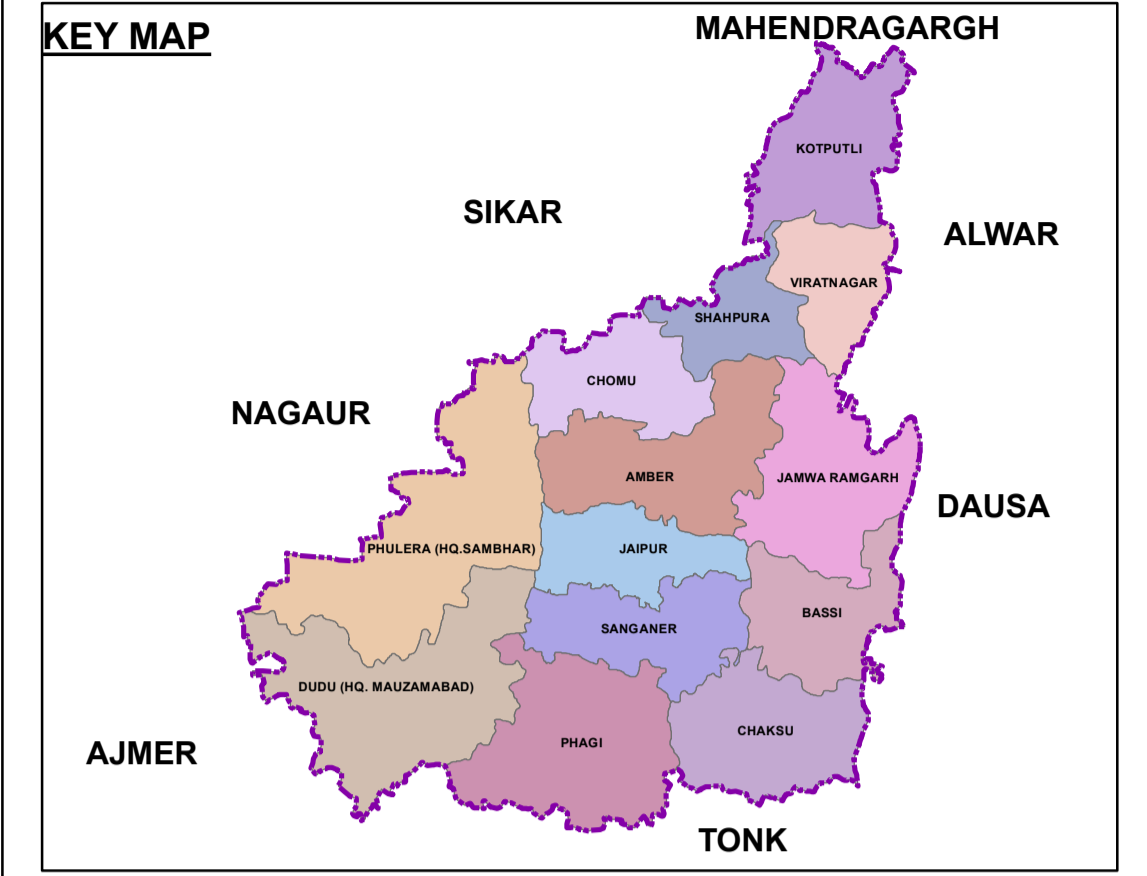 MAHENDRAGARGH
KEY MAP
KOTPUTLI
SIKAR
ALWAR
VIRATNAGAR
SHAHPURA
CHOMU
NAGAUR
AMBER
JAMWA RAMGARH
DAUSA
PHULERA (HQ.SAMBHAR)
JAIPUR
BASSI
SANGANER
DUDU (HQ. MAUZAMABAD)
CHAKSU
PHAGI
AJMER
TONK